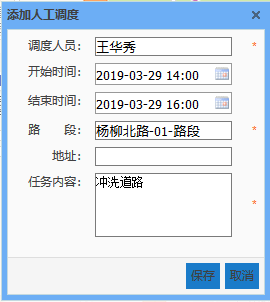 添加人工调度
调度人员： 王华秀 *
开始时间： 2019-03-29 14:00
结束时间： 2019-03-29 16:00
路　　段： 杨柳北路-01-路段 *
地址：
任务内容： 冲洗道路 *
保存 取消